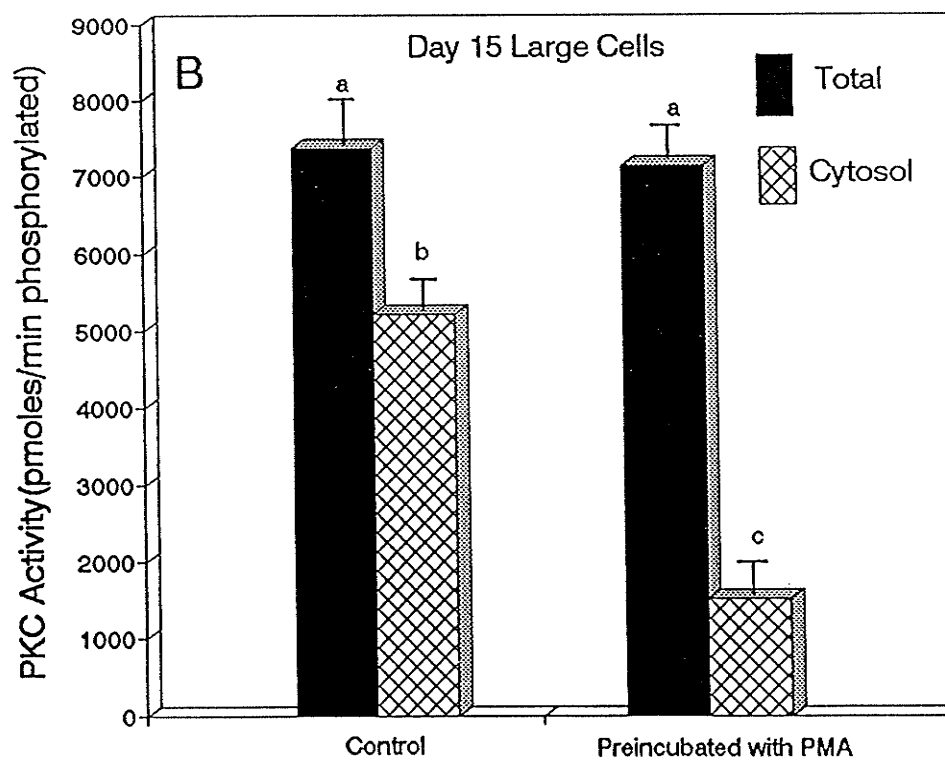 B
Day 15 Large Cells
Total
Cytosol
PKC Activity(pmoles/min phosphorylated)
9000
8000
7000
6000
5000
4000
3000
2000
1000
0
a
b
a
c
Control
Preincubated with PMA